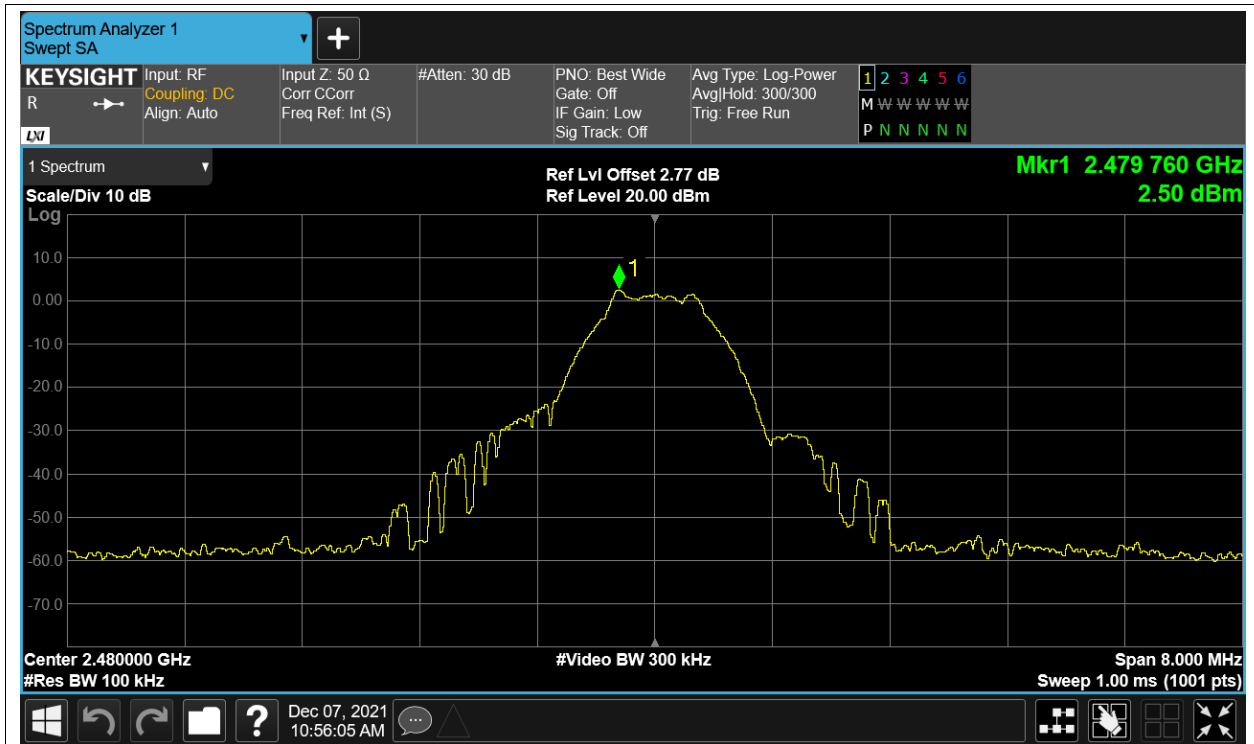 Spectrum Analyzer 1
Swept SA
+
KEYSIGHT
R
LXI
Input: RF
Coupling: DC
Align: Auto
Input Z: 50 Ω
Corr CCorr
Freq Ref: Int (S)
#Atten: 30 dB
PNO: Best Wide
Gate: Off
IF Gain: Low
Sig Track: Off
Avg Type: Log-Power
Avg|Hold: 300/300
Trig: Free Run
1 2 3 4 5 6
M W W W W W
P N N N N N
1 Spectrum
Scale/Div 10 dB
Log
Ref Lvl Offset 2.77 dB
Ref Level 20.00 dBm
Mkr1 2.479 760 GHz
2.50 dBm
1
10.0
0.00
-10.0
-20.0
-30.0
-40.0
-50.0
-60.0
-70.0
Center 2.480000 GHz
#Res BW 100 kHz
#Video BW 300 kHz
Span 8.000 MHz
Sweep 1.00 ms (1001 pts)
?
Dec 07, 2021
10:56:05 AM